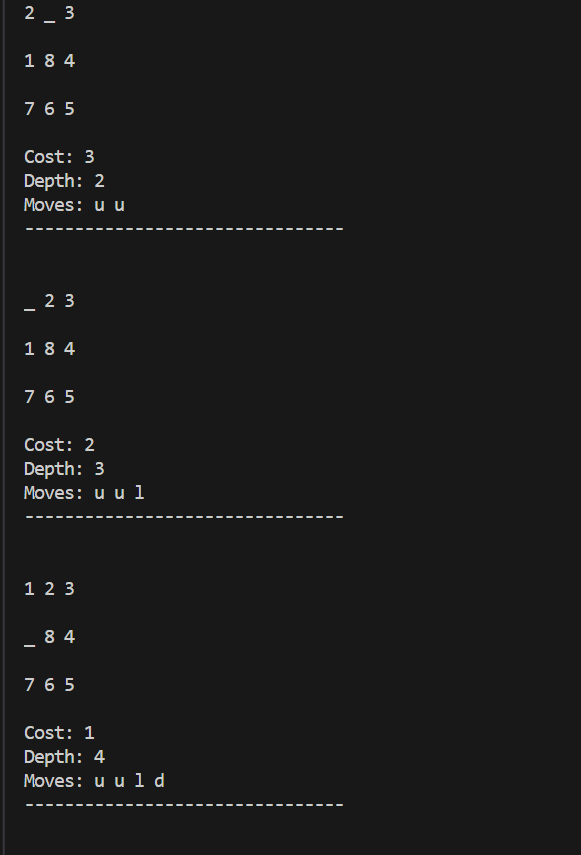 2 _ 3
1 8 4
7 6 5
Cost: 3
Depth: 2
Moves: u u
--------------------------------
_ 2 3
1 8 4
7 6 5
Cost: 2
Depth: 3
Moves: u u l
--------------------------------
1 2 3
_ 8 4
7 6 5
Cost: 1
Depth: 4
Moves: u u l d
--------------------------------